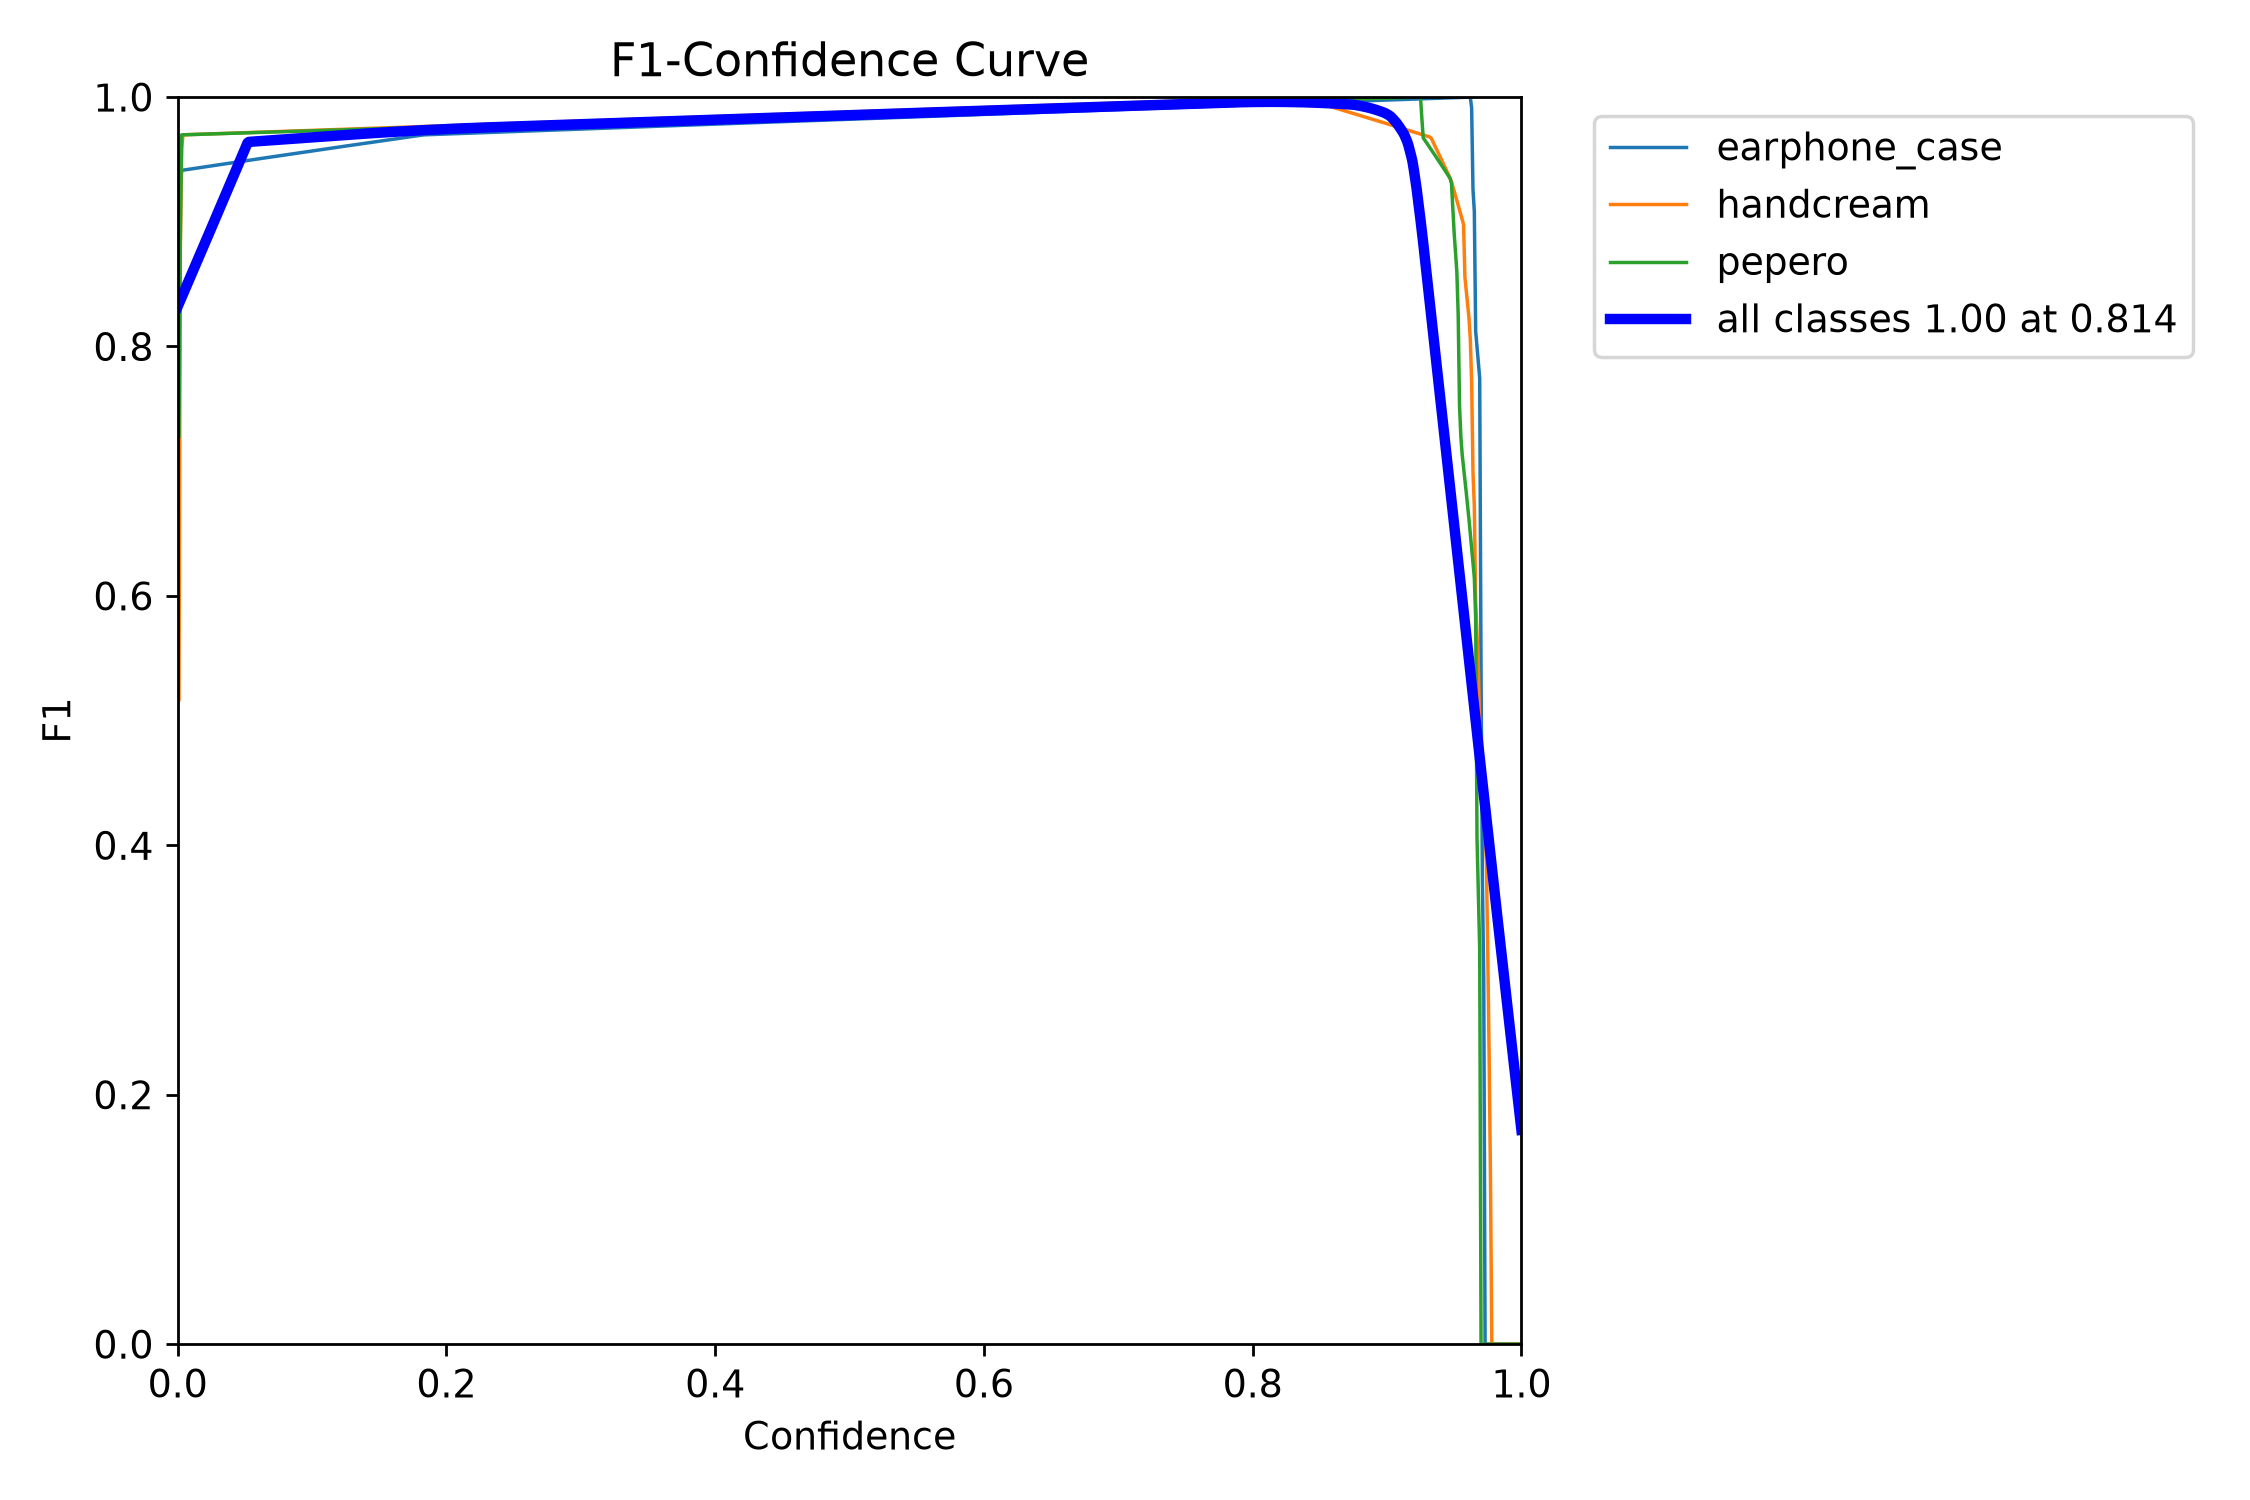 F1-Confidence Curve
1.0
0.8
0.6
0.4
0.2
0.0
F1
0.0 0.2 0.4 0.6 0.8 1.0
Confidence
earphone_case
handcream
pepero
all classes 1.00 at 0.814